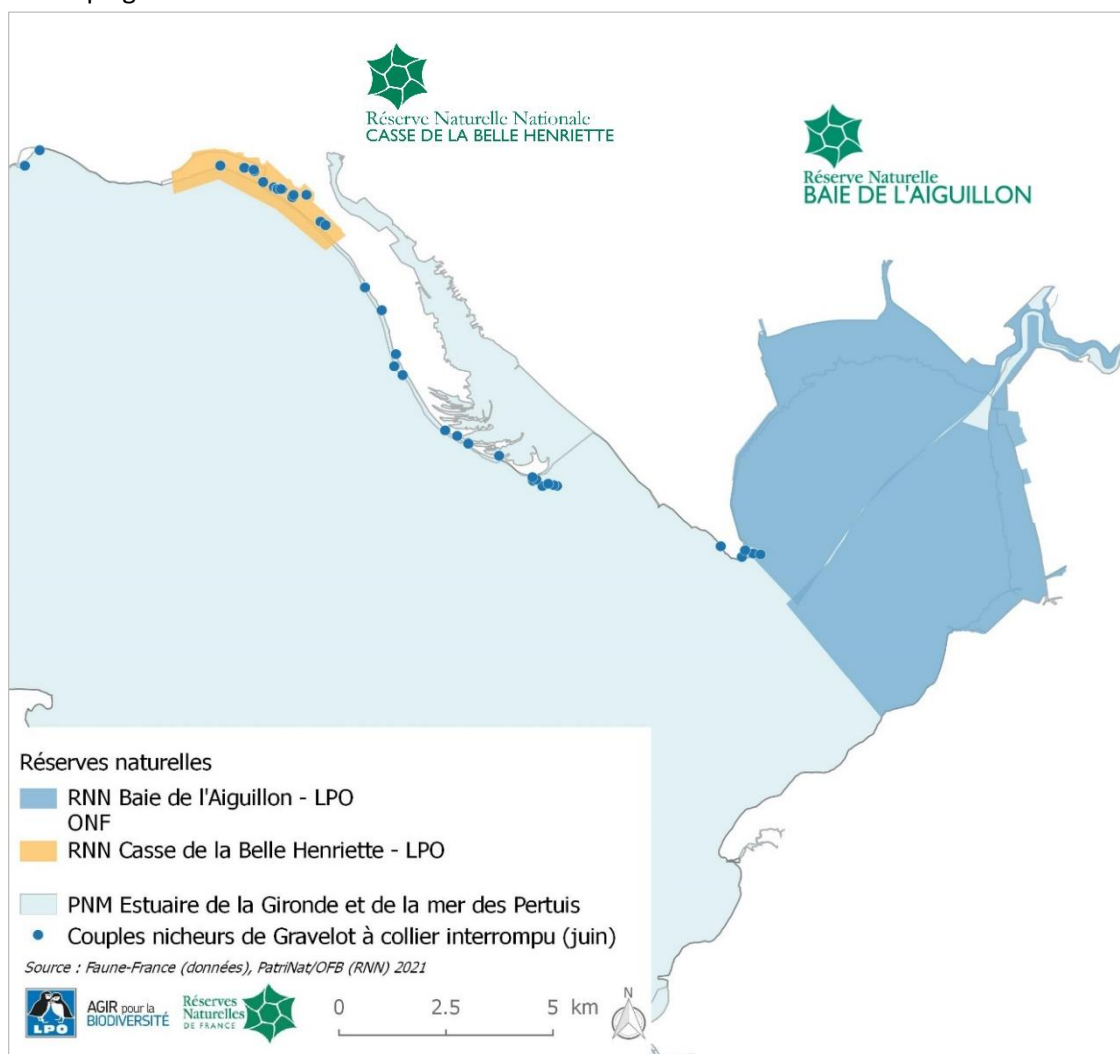 Réserve Naturelle Nationale
CASSE DE LA BELLE HENRIETTE
Réserve Naturelle
BAIE DE L'AIGUILLON
Réserves naturelles
RNN Baie de l'Aiguillon - LPO
ONF
RNN Casse de la Belle Henriette - LPO
PNM Estuaire de la Gironde et de la mer des Pertuis
Couples nicheurs de Gravelot à collier interrompu (juin)
Source : Faune-France (données), PatriNat/OFB (RNN) 2021
LPO
AGIR pour la
BIODIVERSITÉ
Réserves
Naturelles
DE FRANCE
0 2.5 5 km
N